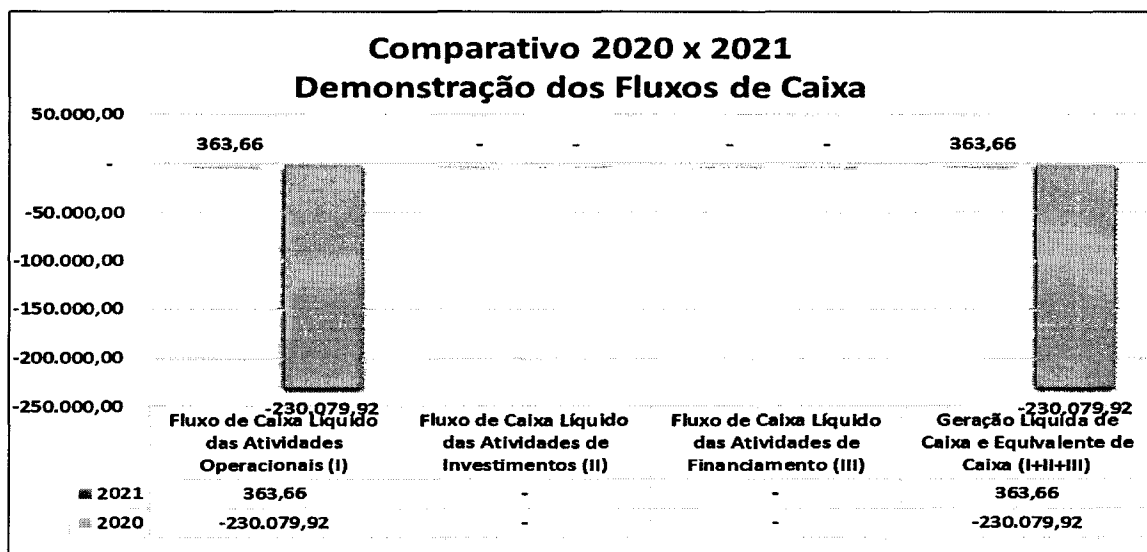 Comparativo 2020 x 2021
Demonstração dos Fluxos de Caixa
50.000,00
363,66 - - - - 363,66
-
-50.000,00
-100.000,00
-150.000,00
-200.000,00
-250.000,00
-230.079,92 -230.079,92
Fluxo de Caixa Líquido das Atividades Operacionais (I)
Fluxo de Caixa Líquido das Atividades de Investimentos (II)
Fluxo de Caixa Líquido das Atividades de Financiamento (III)
Geração Líquida de Caixa e Equivalente de Caixa (I+II+III)
2021 363,66 - - 363,66
2020 -230.079,92 - - -230.079,92